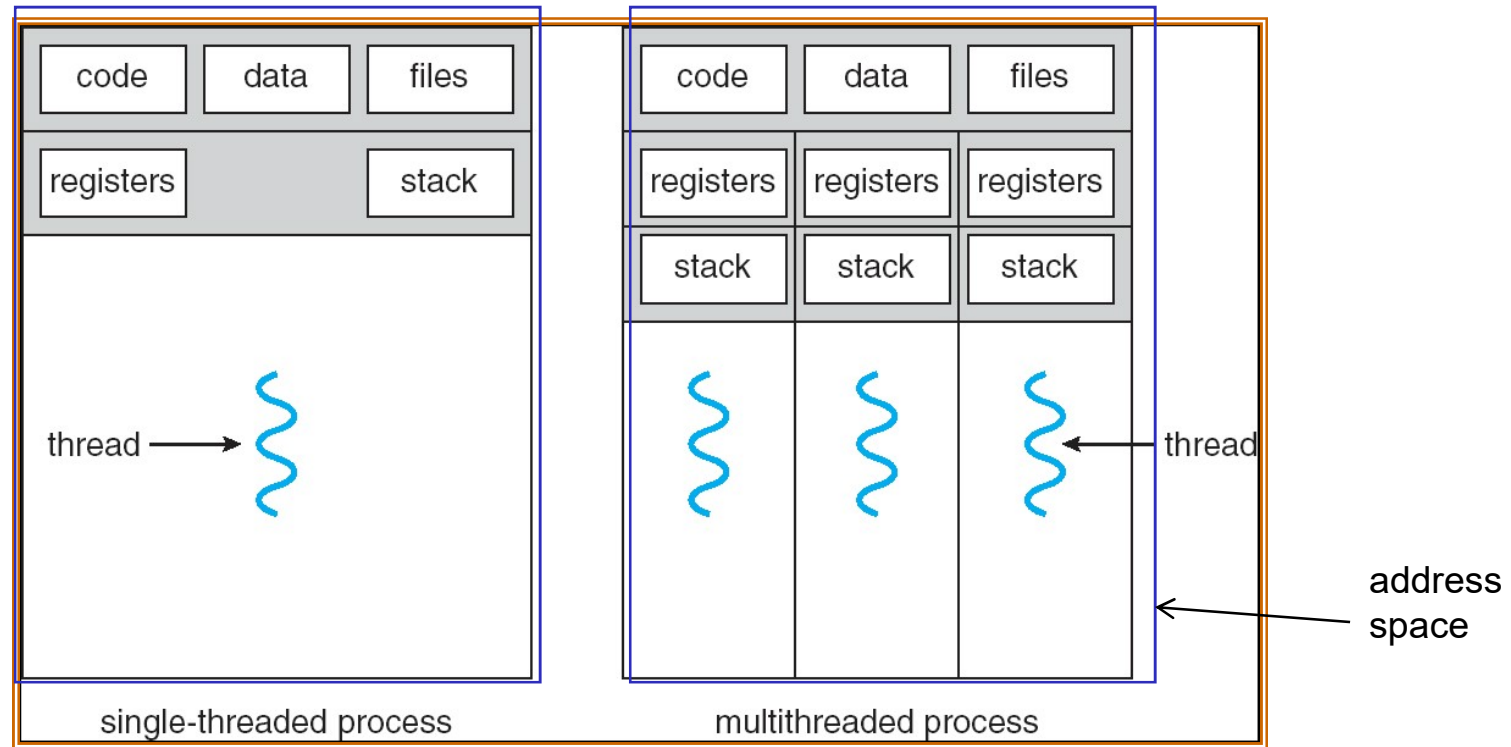 code data files
registers stack
thread
single-threaded process
code data files
registers registers registers
stack stack stack
thread
address
space
multithreaded process